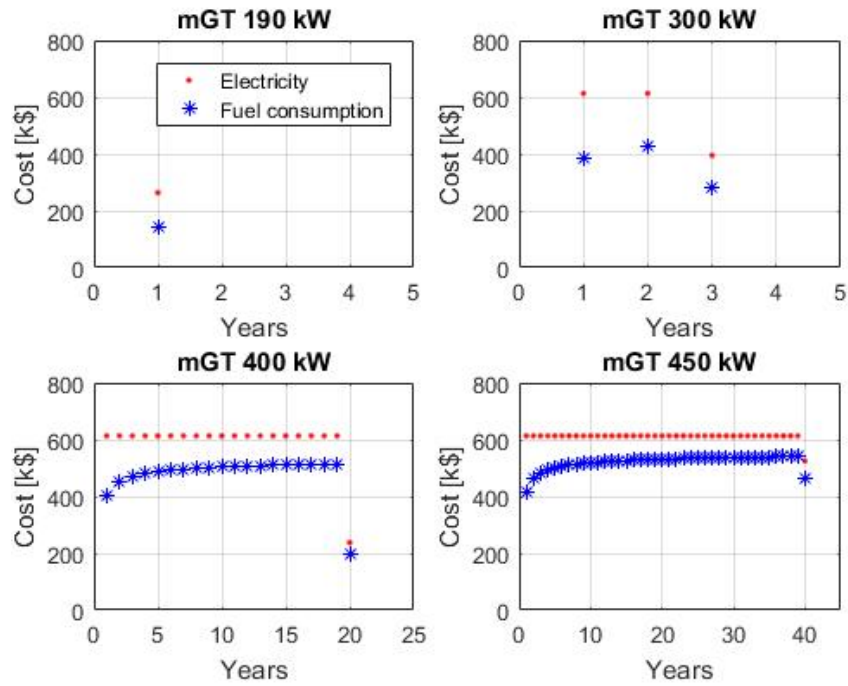 mGT 190 kW
800
600
400
200
0
Cost [k$]
Electricity
Fuel consumption
0 1 2 3 4 5
Years
mGT 300 kW
800
600
400
200
0
Cost [k$]
0 1 2 3 4 5
Years
mGT 400 kW
800
600
400
200
0
Cost [k$]
0 5 10 15 20 25
Years
mGT 450 kW
800
600
400
200
0
Cost [k$]
0 10 20 30 40
Years